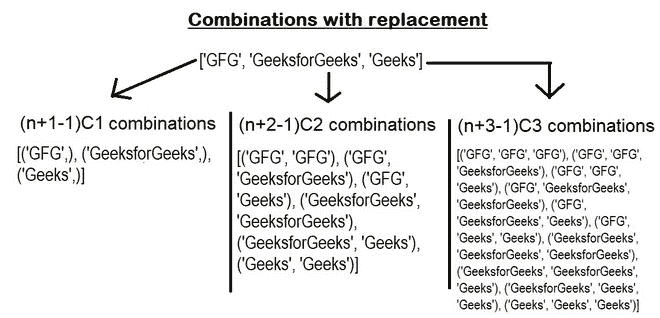 Combinations with replacement
['GFG', 'GeeksforGeeks', 'Geeks']
(n+1-1)C1 combinations
[('GFG',), ('GeeksforGeeks',),
('Geeks',)]
(n+2-1)C2 combinations
[('GFG', 'GFG'), ('GFG',
'GeeksforGeeks'), ('GFG',
'Geeks'), ('GeeksforGeeks',
'GeeksforGeeks'),
('GeeksforGeeks', 'Geeks'),
('Geeks', 'Geeks')]
(n+3-1)C3 combinations
[('GFG', 'GFG', 'GFG'), ('GFG', 'GFG',
'GeeksforGeeks'), ('GFG', 'GFG',
'Geeks'), ('GFG', 'GeeksforGeeks',
'GeeksforGeeks'), ('GFG',
'GeeksforGeeks', 'Geeks'), ('GFG',
'Geeks', 'Geeks'), ('GeeksforGeeks',
'GeeksforGeeks', 'GeeksforGeeks'),
('GeeksforGeeks', 'GeeksforGeeks',
'Geeks'), ('GeeksforGeeks', 'Geeks',
'Geeks'), ('Geeks', 'Geeks', 'Geeks')]